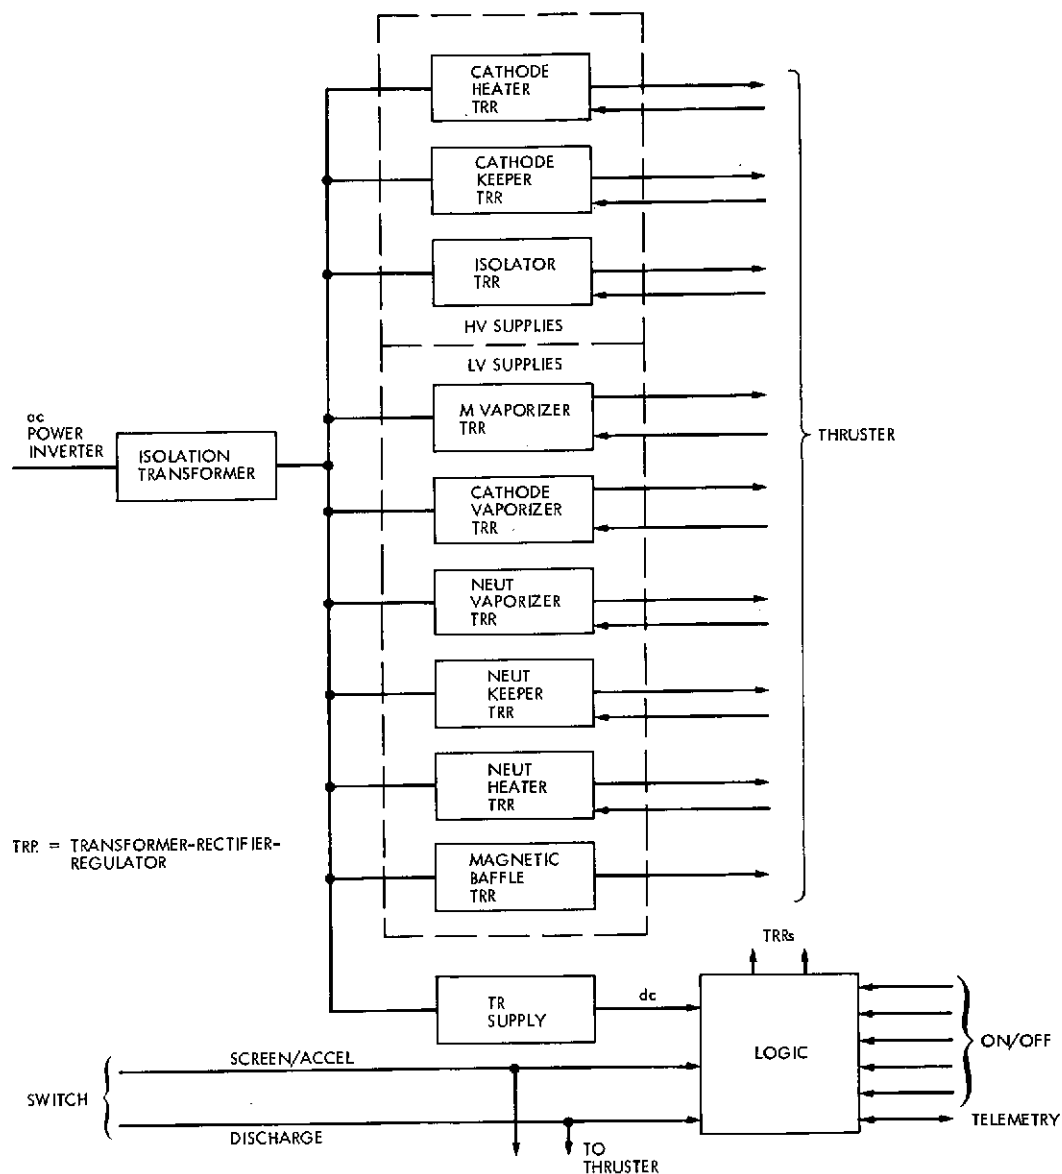 CATHODE
HEATER
TRR
CATHODE
KEEPER
TRR
ISOLATOR
TRR
HV SUPPLIES
LV SUPPLIES
M VAPORIZER
TRR
ac
POWER
INVERTER
ISOLATION
TRANSFORMER
THRUSTER
CATHODE
VAPORIZER
TRR
NEUT
VAPORIZER
TRR
NEUT
KEEPER
TRR
NEUT
HEATER
TRR
TRR = TRANSFORMER-RECTIFIER-
REGULATOR
MAGNETIC
BAFFLE
TRR
TRRs
TR
SUPPLY
dc
LOGIC
ON/OFF
SCREEN/ACCEL
SWITCH
DISCHARGE
TELEMETRY
TO
THRUSTER